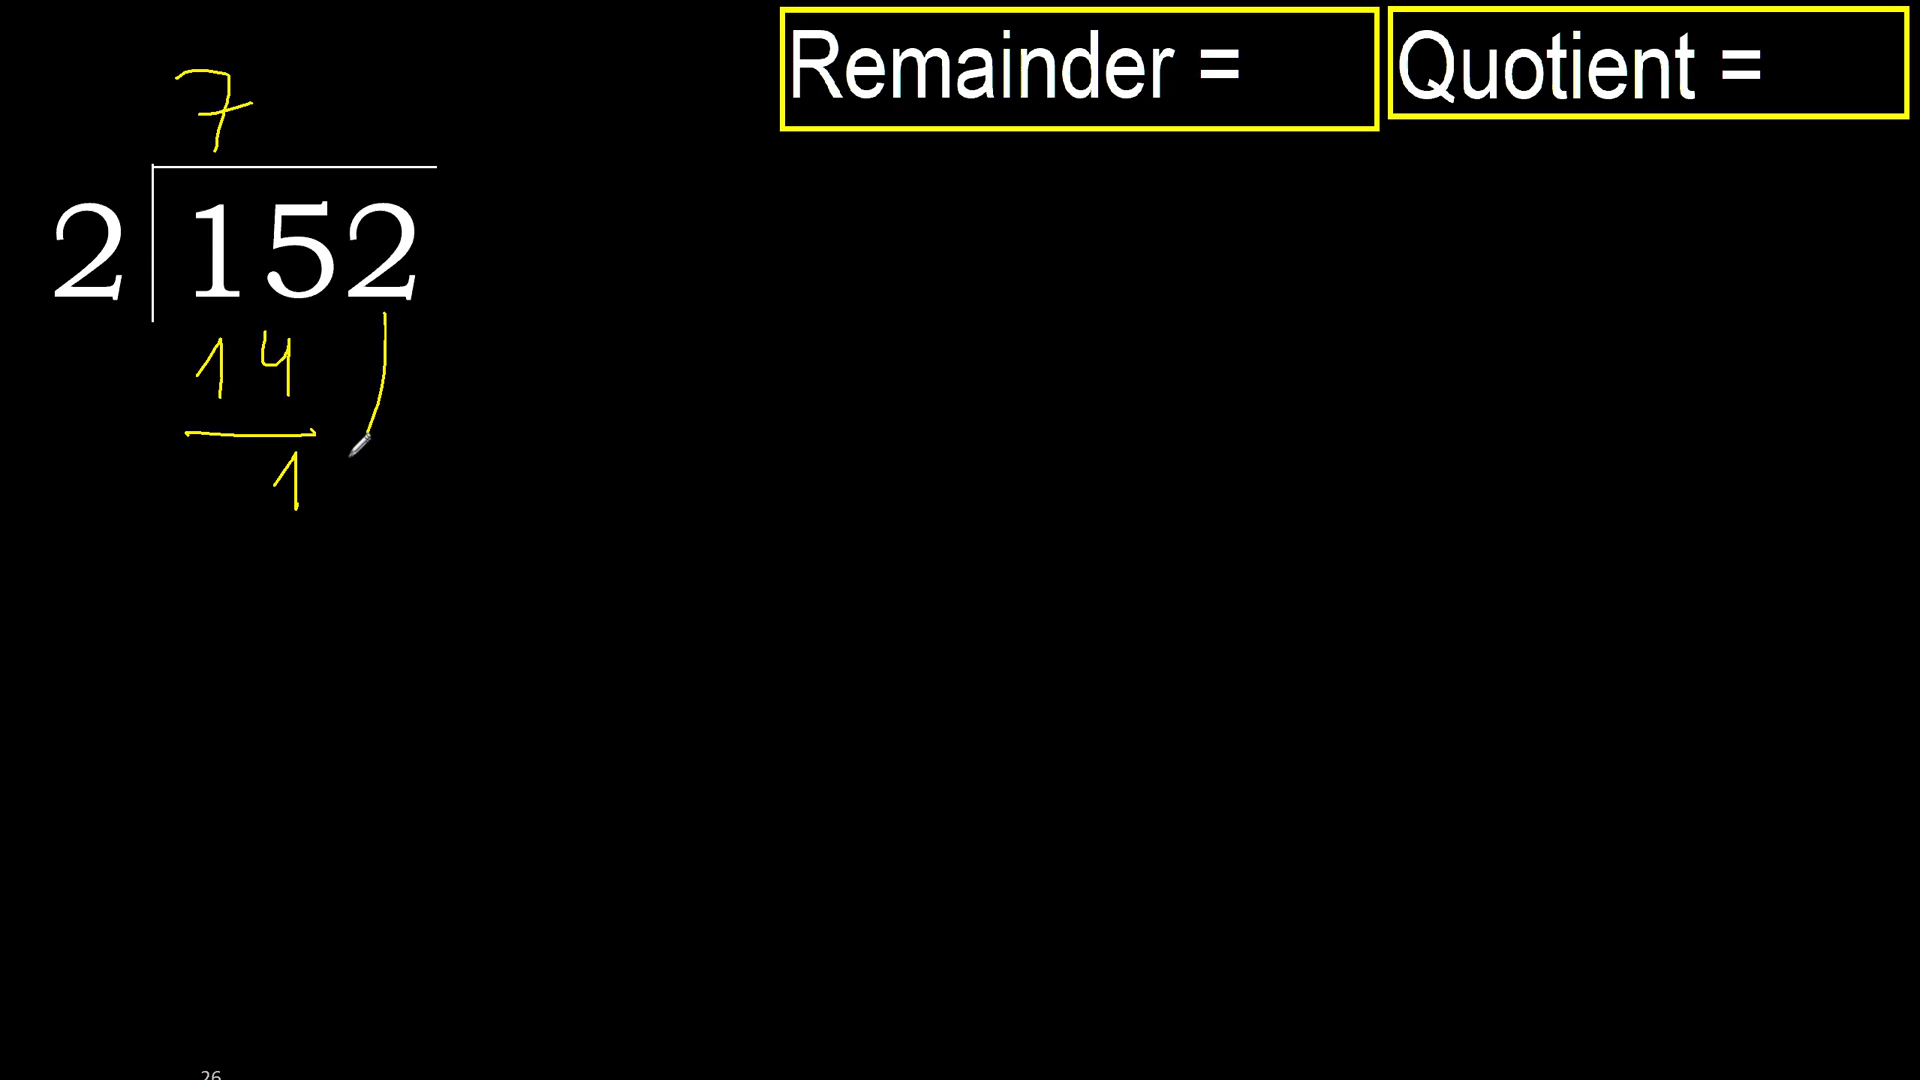 Remainder =
Quotient =
7
2 152
14
1
26